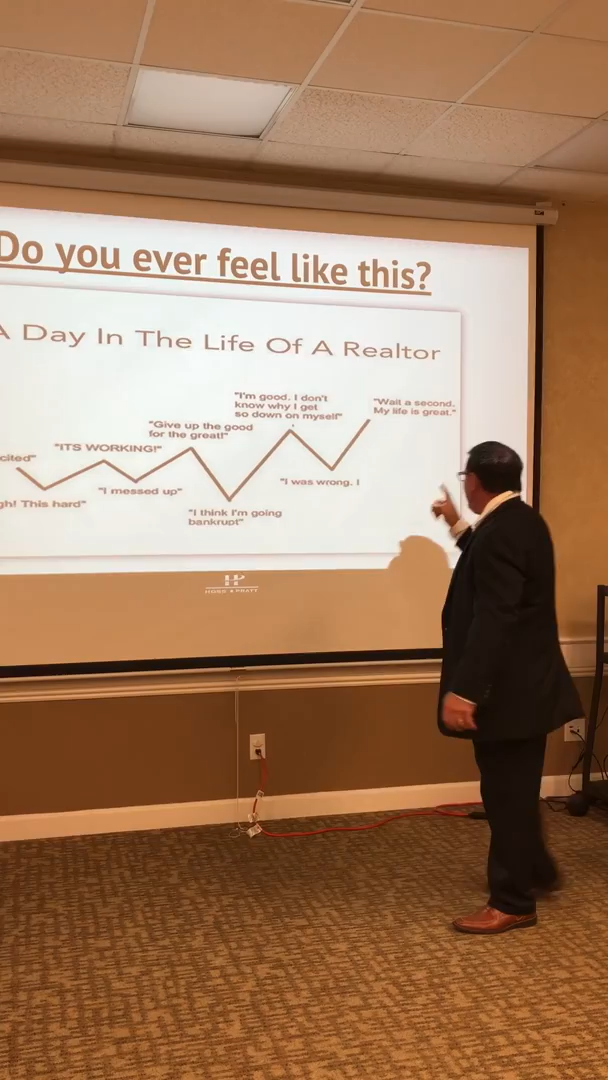 Do you ever feel like this?
A Day In The Life Of A Realtor
"I'm good. I don't
know why I get
so down on myself"
"Wait a second.
My life is great."
"Give up the good
for the great!"
"ITS WORKING!"
cited"
gh! This hard"
"I messed up"
"I was wrong. I
"I think I'm going
bankrupt"
HP